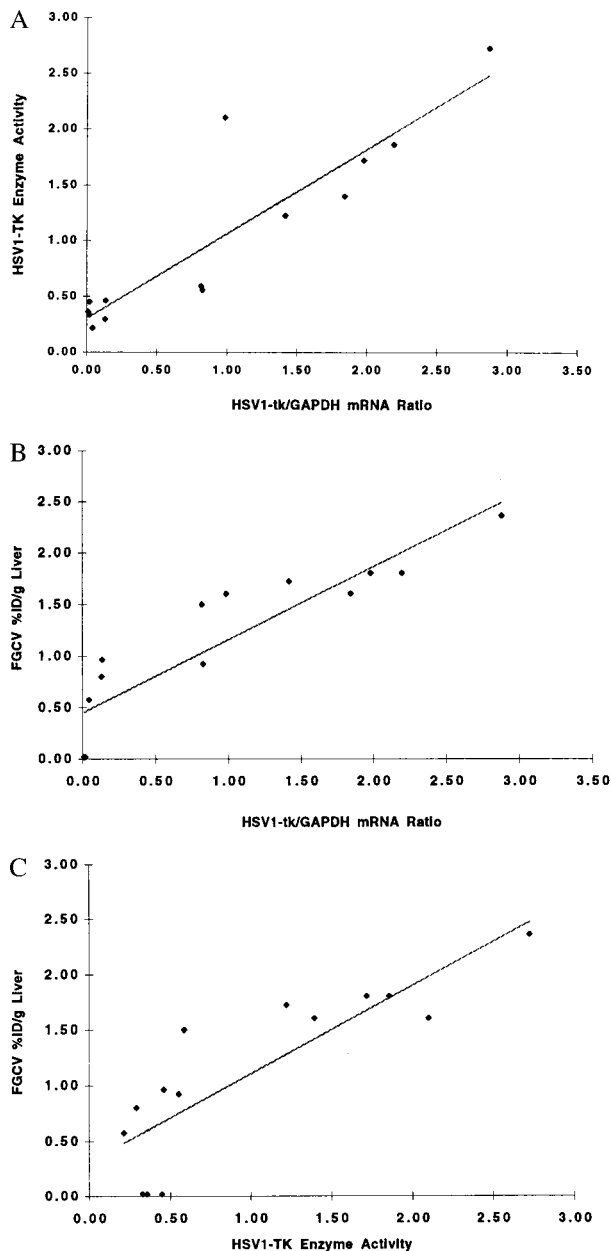 A
3.00
2.50
2.00
1.50
1.00
0.50
0.00
HSV1-TK Enzyme Activity
0.00 0.50 1.00 1.50 2.00 2.50 3.00 3.50
HSV1-tk/GAPDH mRNA Ratio
B
3.00
2.50
2.00
1.50
1.00
0.50
0.00
FGCV %ID/g Liver
0.00 0.50 1.00 1.50 2.00 2.50 3.00 3.50
HSV1-tk/GAPDH mRNA Ratio
C
3.00
2.50
2.00
1.50
1.00
0.50
0.00
FGCV %ID/g Liver
0.00 0.50 1.00 1.50 2.00 2.50 3.00
HSV1-TK Enzyme Activity